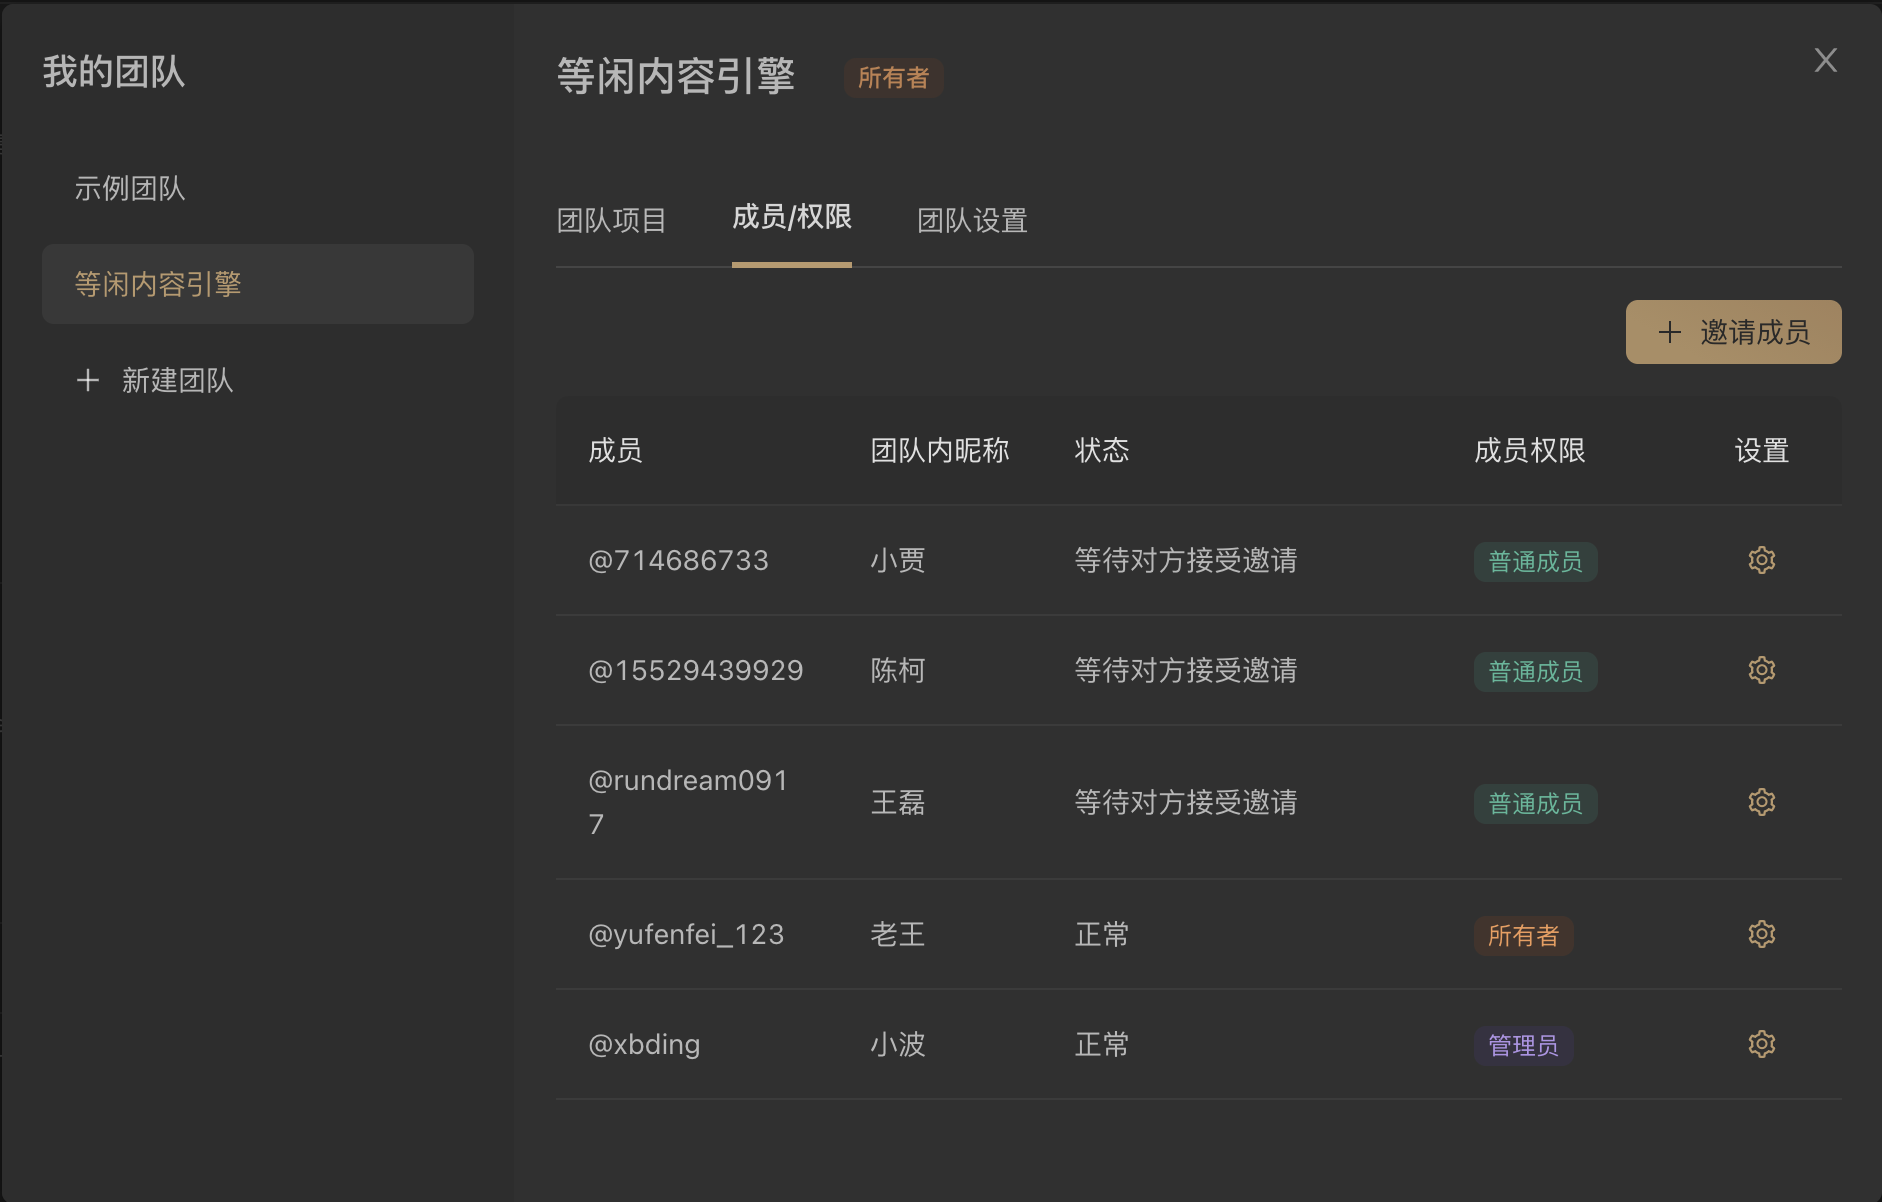 我的团队
示例团队
等闲内容引擎
新建团队
等闲内容引擎 所有者
团队项目 成员/权限 团队设置
邀请成员
成员 团队内昵称 状态 成员权限 设置
@714686733 小贾 等待对方接受邀请 普通成员
@15529439929 陈柯 等待对方接受邀请 普通成员
@rundream091
7 王磊 等待对方接受邀请 普通成员
@yufenfei_123 老王 正常 所有者
@xbding 小波 正常 管理员